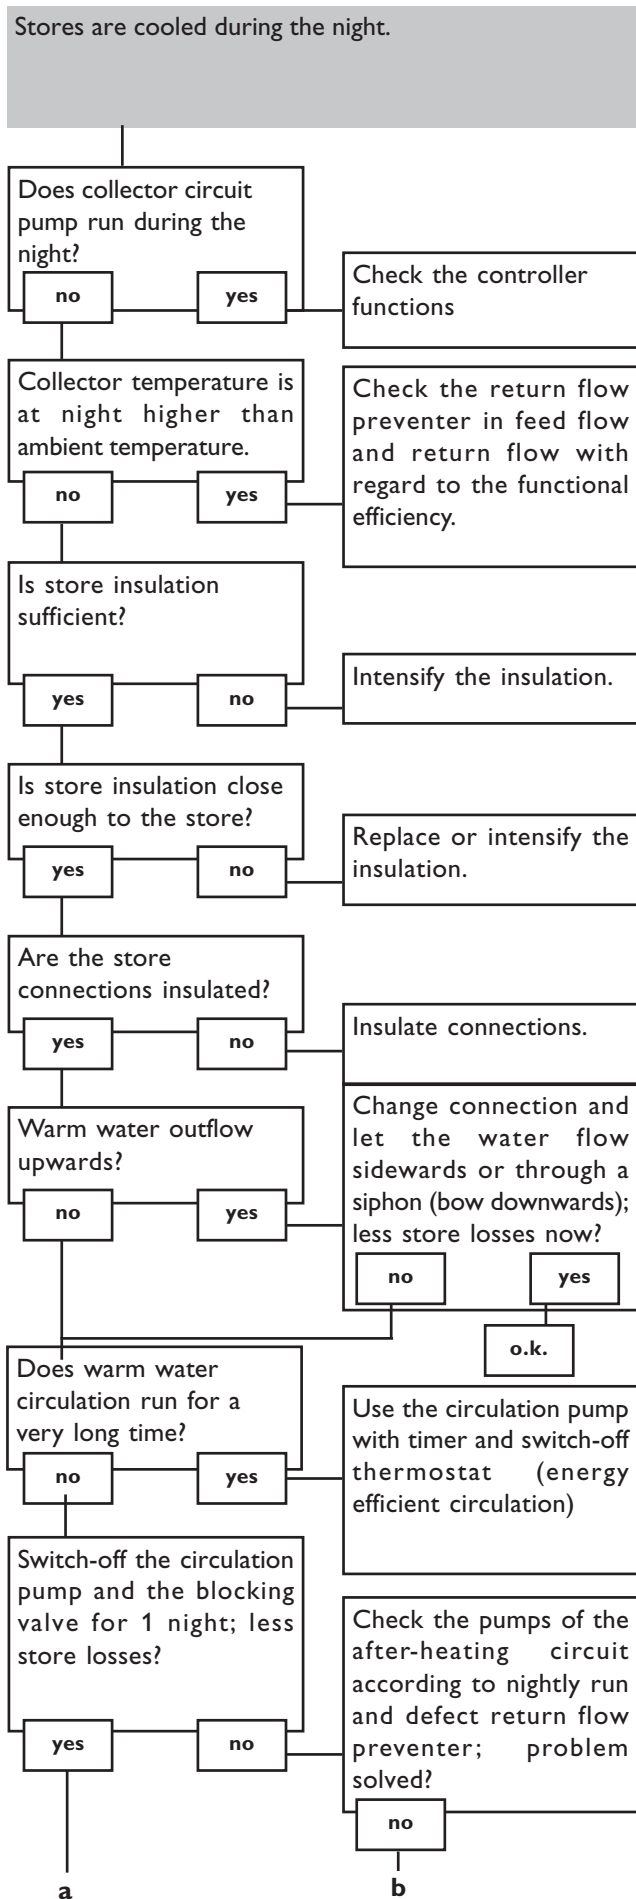 Stores are cooled during the night.
Does collector circuit
pump run during the
night?
no
yes
Check the controller
functions
Collector temperature is
at night higher than
ambient temperature.
no
yes
Check the return flow
preventer in feed flow
and return flow with
regard to the functional
efficiency.
Is store insulation
sufficient?
yes
no
Intensify the insulation.
Is store insulation close
enough to the store?
yes
no
Replace or intensify the
insulation.
Are the store
connections insulated?
yes
no
Insulate connections.
Warm water outflow
upwards?
no
yes
Change connection and
let the water flow
sidewards or through a
siphon (bow downwards);
less store losses now?
no
yes
o.k.
Does warm water
circulation run for a
very long time?
no
yes
Use the circulation pump
with timer and switch-off
thermostat (energy
efficient circulation)
Switch-off the circulation
pump and the blocking
valve for 1 night; less
store losses?
yes
no
Check the pumps of the
after-heating circuit
according to nightly run
and defect return flow
preventer; problem
solved?
no
a
b